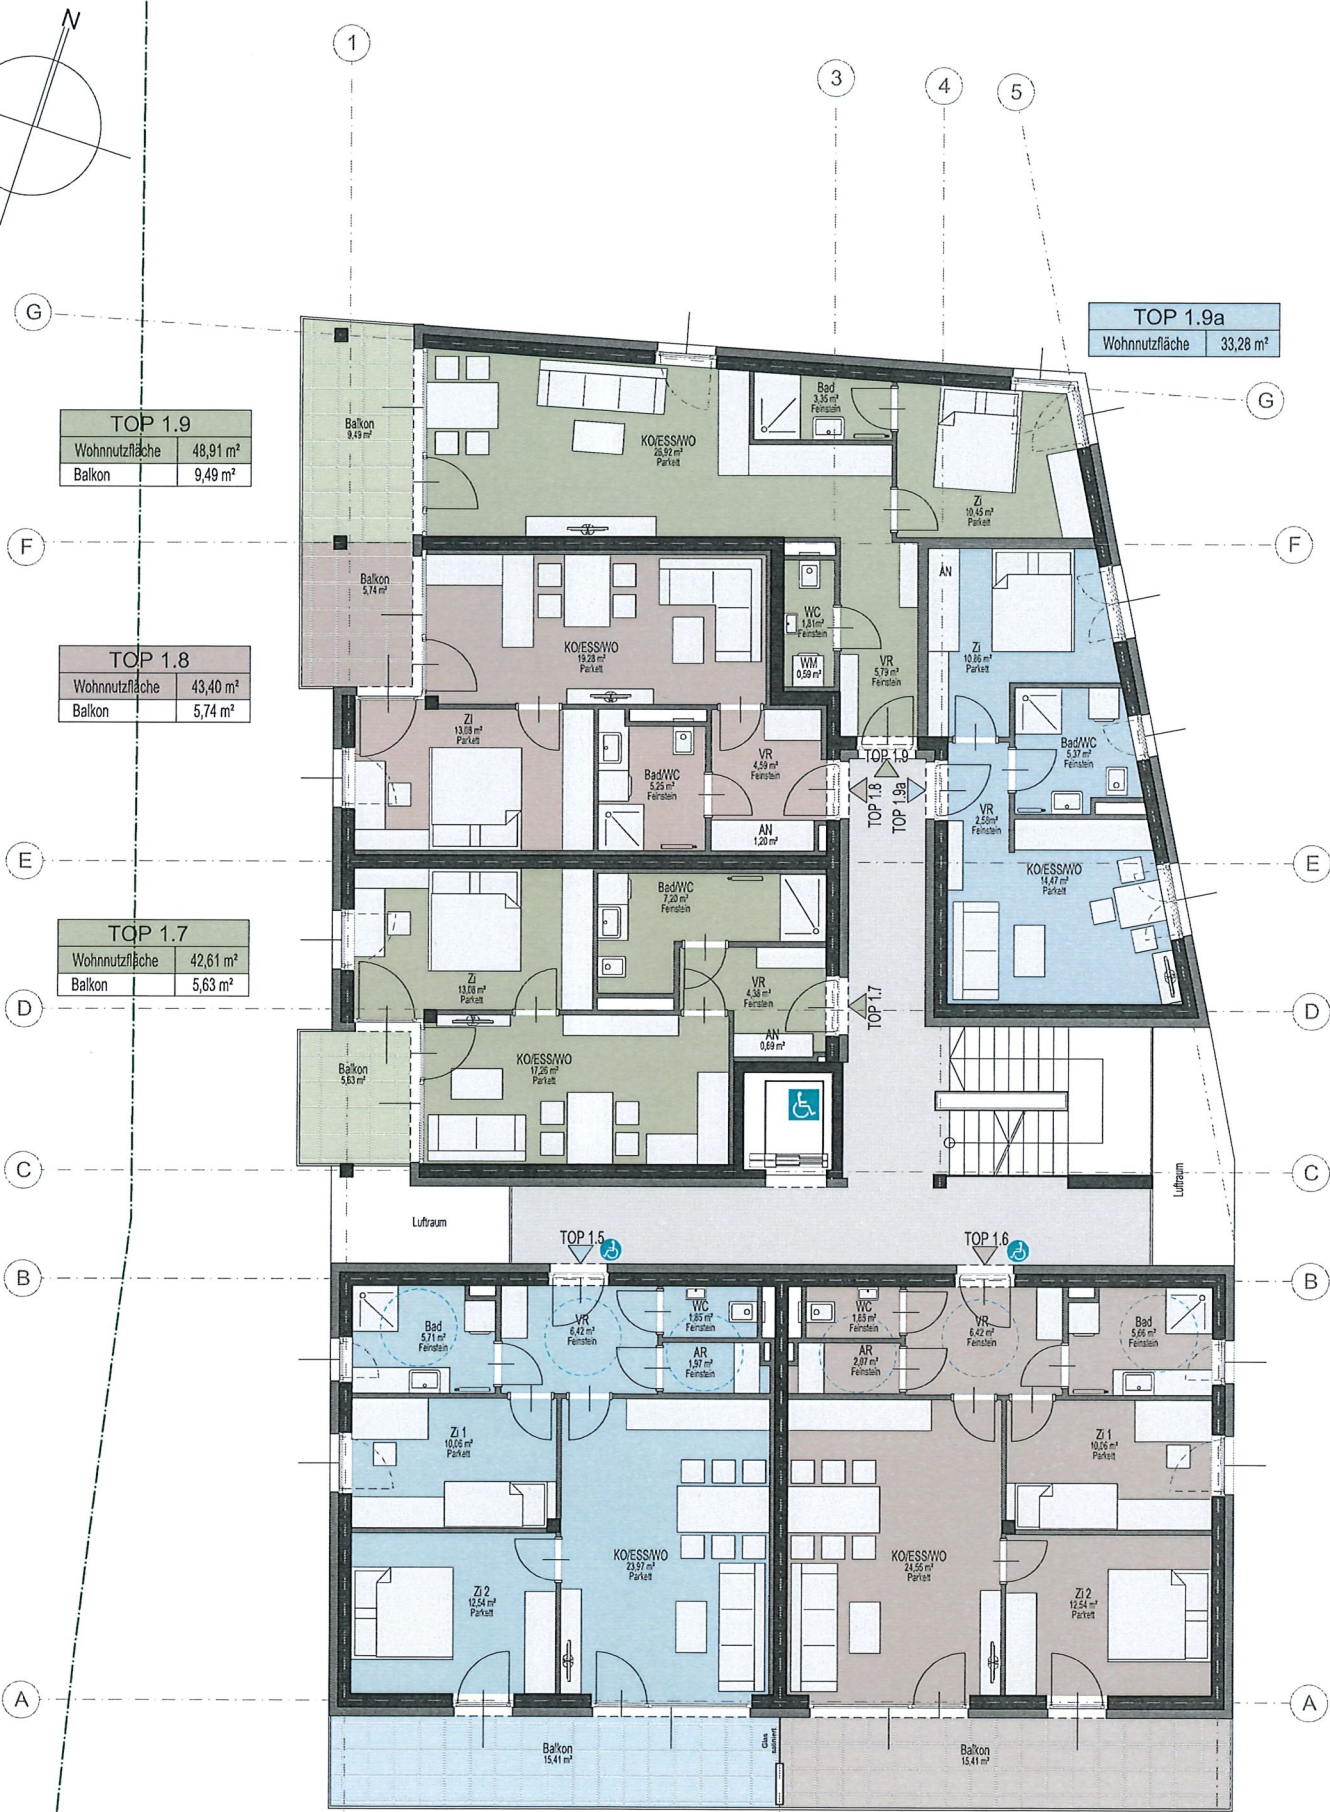 N
1
3
4
5
G
TOP 1.9a
Wohnnutzfläche 33,28 m²
G
TOP 1.9
Wohnnutzfläche 48,91 m²
Balkon 9,49 m²
Balkon
9,49 m²
KO/ESS/WO
26,92 m²
Parkett
Bad
3,35 m²
Feinstein
Zi
10,45 m²
Parkett
F
F
Balkon
5,74 m²
KO/ESS/WO
19,28 m²
Parkett
WC
1,81m²
Feinstein
WM
0,59 m²
VR
5,79 m²
Feinstein
AN
Zi
10,86 m²
Parkett
TOP 1.8
Wohnnutzfläche 43,40 m²
Balkon 5,74 m²
Zi
13,08 m²
Parkett
Bad/WC
5,25 m²
Feinstein
VR
4,59 m²
Feinstein
AN
1,20 m²
TOP 1.9
TOP 1.8
TOP 1.9a
Bad/WC
5,37 m²
Feinstein
VR
2,58m²
Feinstein
E
E
KO/ESS/WO
14,47 m²
Parkett
TOP 1.7
Wohnnutzfläche 42,61 m²
Balkon 5,63 m²
Bad/WC
7,20 m²
Feinstein
Zi
13,08 m²
Parkett
VR
4,38 m²
Feinstein
AN
0,69 m²
TOP 1.7
D
D
Balkon
5,63 m²
KO/ESS/WO
17,26 m²
Parkett
C
C
Luftraum
Luftraum
TOP 1.5
TOP 1.6
B
B
Bad
5,71 m²
Feinstein
VR
6,42 m²
Feinstein
WC
1,65 m²
Feinstein
AR
1,97 m²
Feinstein
WC
1,65 m²
Feinstein
AR
2,07 m²
Feinstein
VR
6,42 m²
Feinstein
Bad
5,66 m²
Feinstein
Zi 1
10,06 m²
Parkett
Zi 1
10,06 m²
Parkett
KO/ESS/WO
23,97 m²
Parkett
KO/ESS/WO
24,55 m²
Parkett
Zi 2
12,54 m²
Parkett
Zi 2
12,54 m²
Parkett
A
A
Balkon
15,41 m²
Glas
satiniert
Balkon
15,41 m²